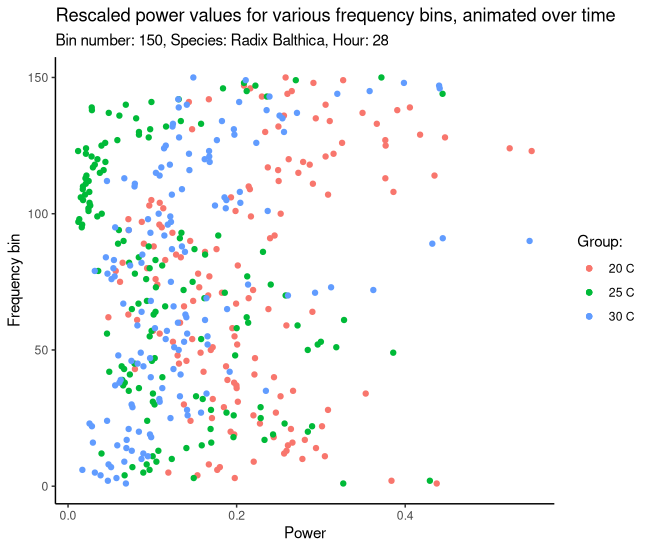 Rescaled power values for various frequency bins, animated over time
Bin number: 150, Species: Radix Balthica, Hour: 28
150
100
50
0
Frequency bin
0.0
0.2
0.4
Power
Group:
20 C
25 C
30 C